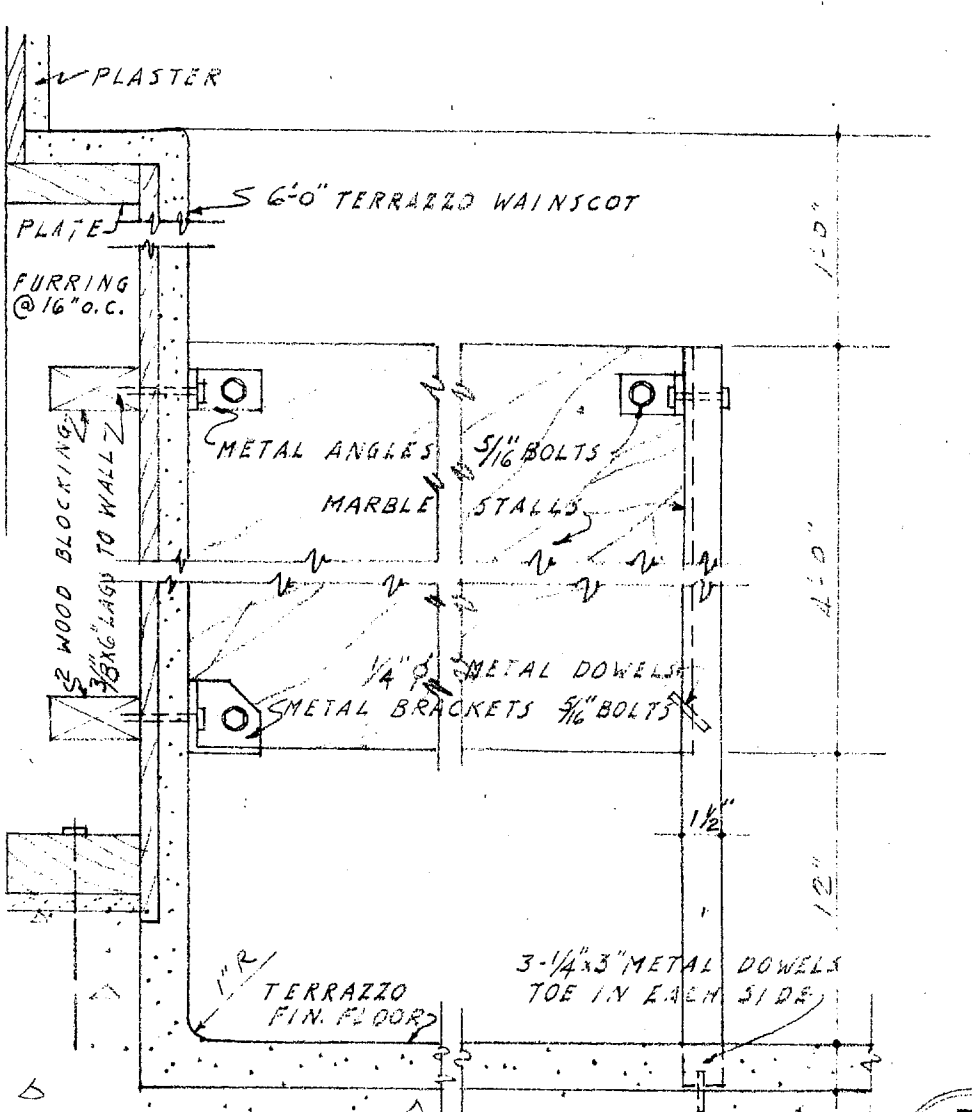 PLASTER
6'-0" TERRAZZO WAINSCOT
PLATE
FURRING
@ 16" O.C.
1'-0"
METAL ANGLES 5/16" BOLTS
MARBLE STALLS
2 WOOD BLOCKING
3/8"X6" LAGS TO WALL
4'-0"
1/4" φ METAL DOWELS
METAL BRACKETS 5/16" BOLTS
1 1/2"
12"
1" R
TERRAZZO
FIN. FLOOR
3-1/4"x3" METAL DOWELS
TOE IN EACH SIDE